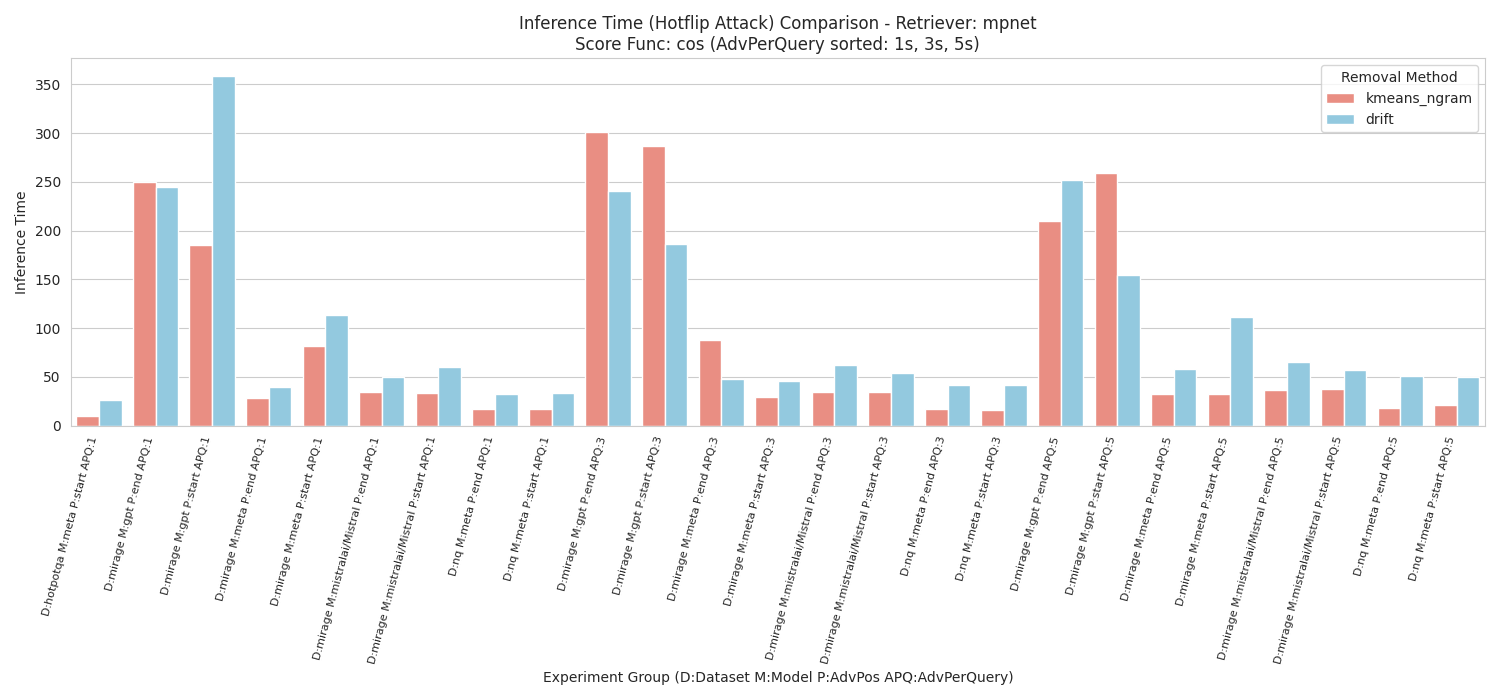 Inference Time (Hotflip Attack) Comparison - Retriever: mpnet
Score Func: cos (AdvPerQuery sorted: 1s, 3s, 5s)
Removal Method
kmeans_ngram
drift
Inference Time
350
300
250
200
150
100
50
0
D:hotpotqa M:meta P:start APQ:1
D:mirage M:gpt P:end APQ:1
D:mirage M:gpt P:start APQ:1
D:mirage M:meta P:end APQ:1
D:mirage M:meta P:start APQ:1
D:mirage M:mistralai/Mistral P:end APQ:1
D:mirage M:mistralai/Mistral P:start APQ:1
D:nq M:meta P:end APQ:1
D:nq M:meta P:start APQ:1
D:mirage M:gpt P:end APQ:3
D:mirage M:gpt P:start APQ:3
D:mirage M:meta P:end APQ:3
D:mirage M:meta P:start APQ:3
D:mirage M:mistralai/Mistral P:end APQ:3
D:mirage M:mistralai/Mistral P:start APQ:3
D:nq M:meta P:end APQ:3
D:nq M:meta P:start APQ:3
D:mirage M:gpt P:end APQ:5
D:mirage M:gpt P:start APQ:5
D:mirage M:meta P:end APQ:5
D:mirage M:meta P:start APQ:5
D:mirage M:mistralai/Mistral P:end APQ:5
D:mirage M:mistralai/Mistral P:start APQ:5
D:nq M:meta P:end APQ:5
D:nq M:meta P:start APQ:5
Experiment Group (D:Dataset M:Model P:AdvPos APQ:AdvPerQuery)